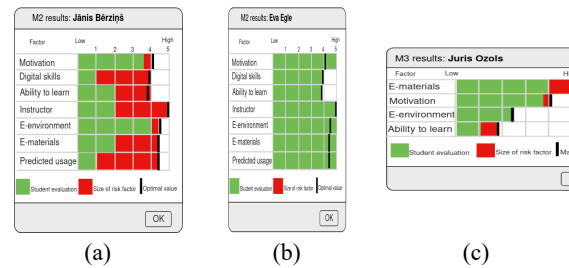 M2 results: Jānis Bērziņš
Factor Low High
1 2 3 4 5
Motivation
Digital skills
Ability to learn
Instructor
E-environment
E-materials
Predicted usage
Student evaluation Size of risk factor Optimal value
OK
(a)
M2 results: Eva Egle
Factor Low High
1 2 3 4 5
Motivation
Digital skills
Ability to learn
Instructor
E-environment
E-materials
Predicted usage
Student evaluation Size of risk factor Optimal value
OK
(b)
M3 results: Juris Ozols
Factor Low
E-materials
Motivation
E-environment
Ability to learn
Student evaluation Size of risk factor
(c)